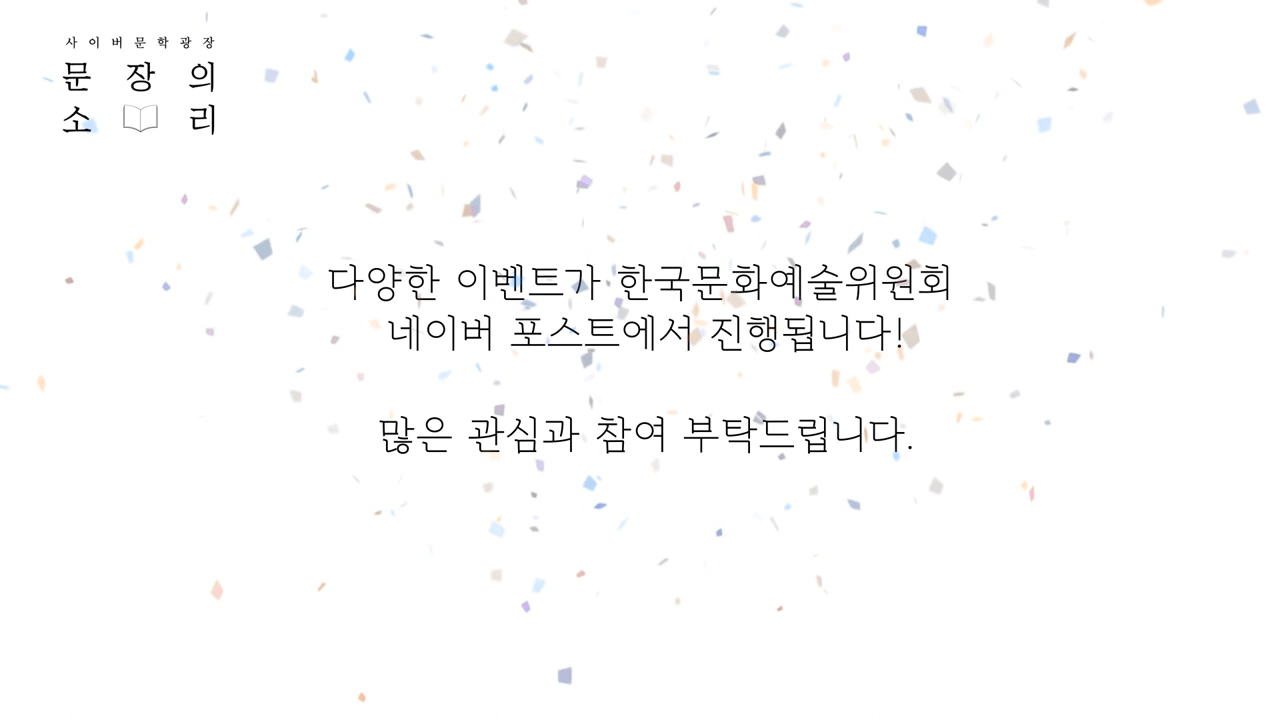 사이버문학광장
문장의
소리
다양한 이벤트가 한국문화예술위원회
네이버 포스트에서 진행됩니다!
많은 관심과 참여 부탁드립니다.